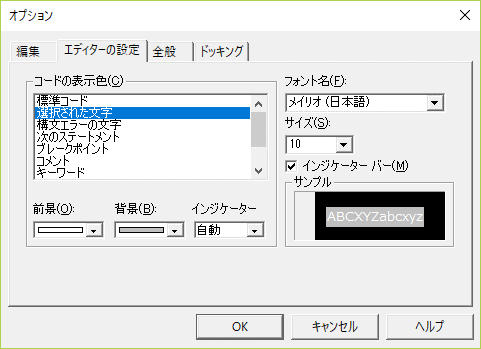 オプション
編集
エディターの設定
全般
ドッキング
コードの表示色(C)
標準コード
選択された文字
構文エラーの文字
次のステートメント
ブレークポイント
コメント
キーワード
前景(O):
背景(B):
インジケーター
自動
フォント名(F):
メイリオ (日本語)
サイズ(S):
10
インジケーター バー(M)
サンプル
ABCXYZabcxyz
OK
キャンセル
ヘルプ